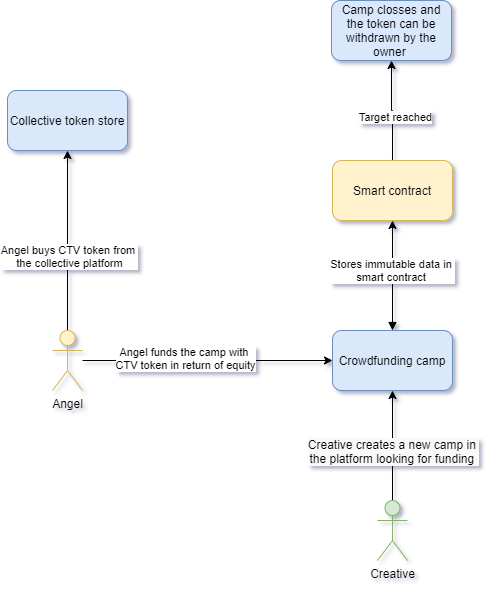 Camp closses and
the token can be
withdrawn by the
owner
Collective token store
Target reached
Smart contract
Angel buys CTV token from
the collective platform
Stores immutable data in
smart contract
Angel funds the camp with
CTV token in return of equity
Crowdfunding camp
Angel
Creative creates a new camp in
the platform looking for funding
Creative